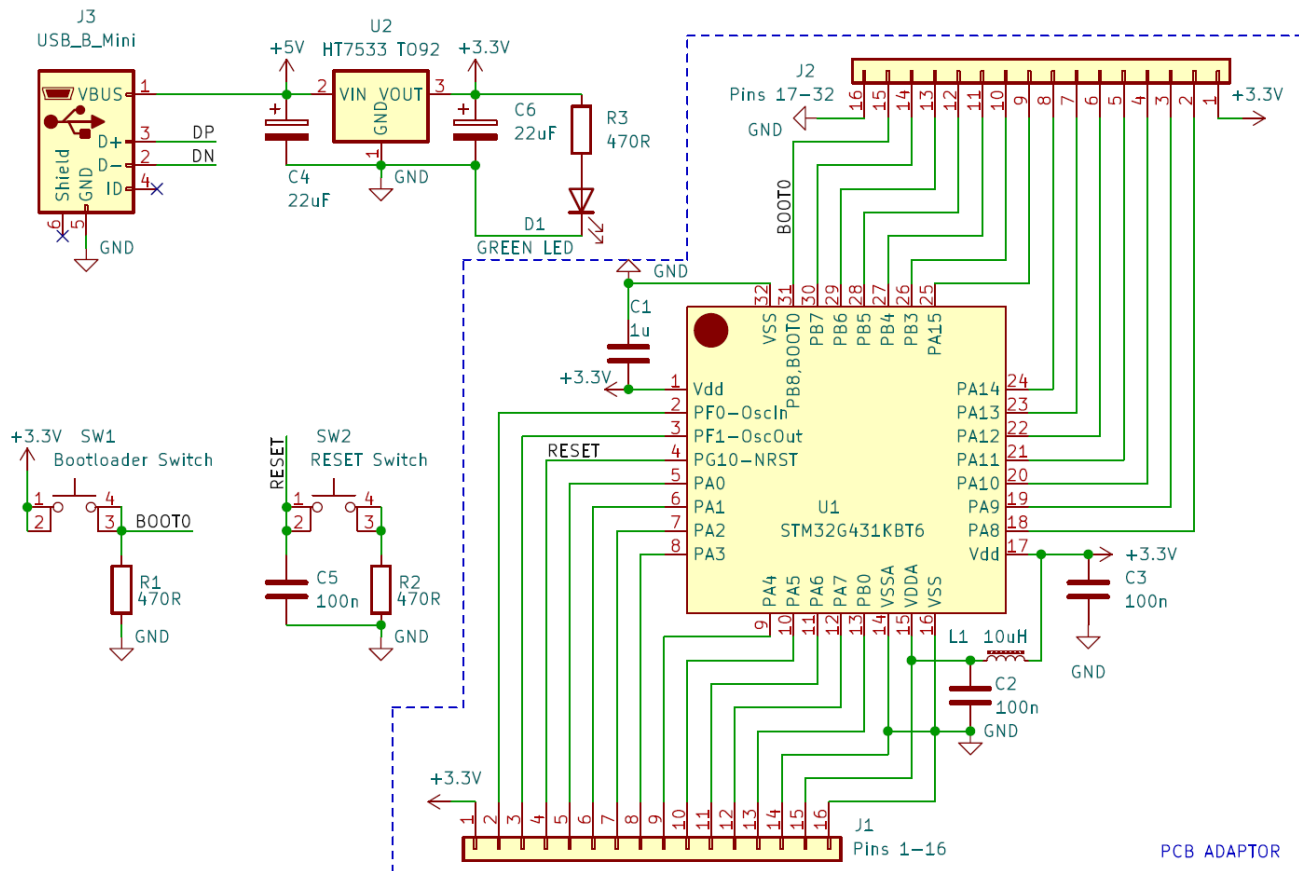 J3
USB_B_Mini
VBUS
1
D+
3
DP
D-
2
DN
ID
4
Shield
GND
6
5
GND
+5V
U2
HT7533 TO92
+3.3V
2
VIN
VOUT
3
GND
1
GND
C4
22uF
C6
22uF
R3
470R
D1
GREEN LED
J2
Pins 17-32
GND
16
15
14
13
12
11
10
9
8
7
6
5
4
3
2
1
+3.3V
BOOT0
GND
C1
1u
+3.3V
32
31
30
29
28
27
26
25
VSS
PB8,BOOT0
PB7
PB6
PB5
PB4
PB3
PA15
1
Vdd
2
PF0-OscIn
3
PF1-OscOut
RESET
4
PG10-NRST
5
PA0
6
PA1
7
PA2
8
PA3
PA14
24
PA13
23
PA12
22
PA11
21
PA10
20
PA9
19
PA8
18
Vdd
17
U1
STM32G431KBT6
PA4
PA5
PA6
PA7
PB0
VSSA
VDDA
VSS
9
10
11
12
13
14
15
16
+3.3V
C3
100n
GND
L1 10uH
C2
100n
GND
+3.3V
SW1
Bootloader Switch
1
2
4
3
BOOT0
R1
470R
GND
RESET
SW2
RESET Switch
1
2
4
3
C5
100n
R2
470R
GND
+3.3V
1
2
3
4
5
6
7
8
9
10
11
12
13
14
15
16
J1
Pins 1-16
PCB ADAPTOR